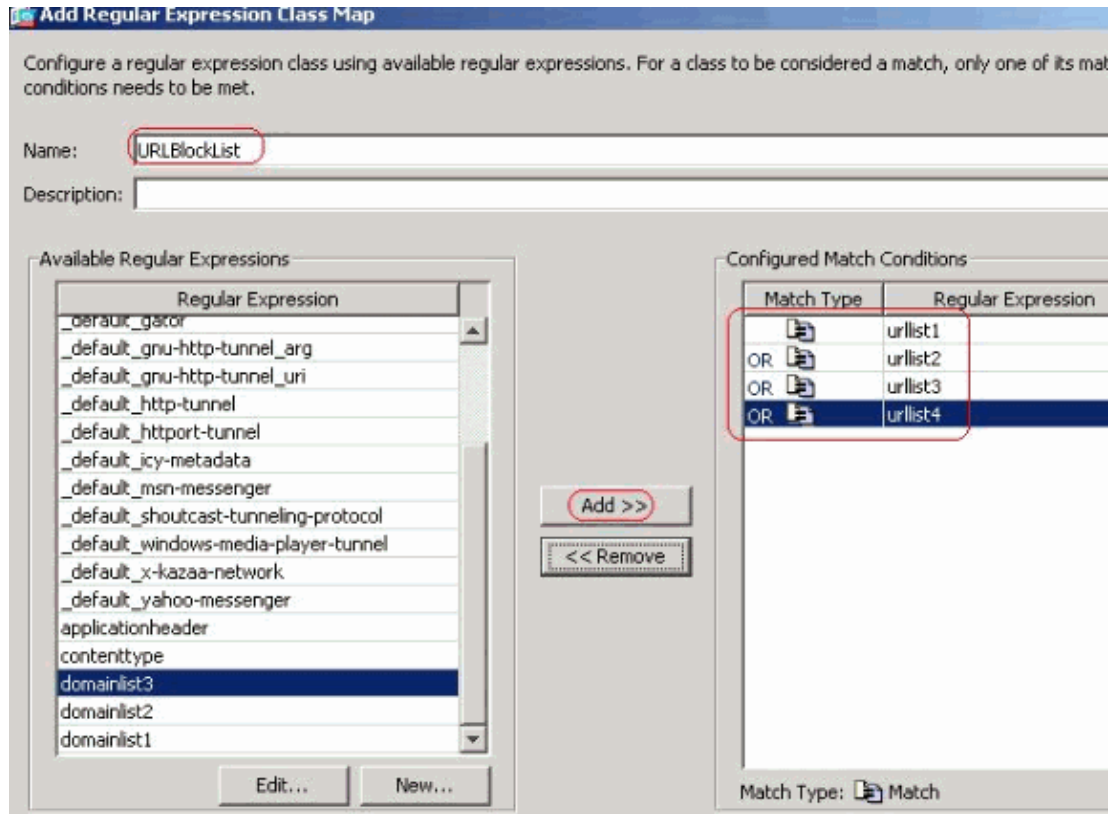 Add Regular Expression Class Map
Configure a regular expression class using available regular expressions. For a class to be considered a match, only one of its mat
conditions needs to be met.
Name: URLBlockList
Description:
Available Regular Expressions
Regular Expression
_default_gator
_default_gnu-http-tunnel_arg
_default_gnu-http-tunnel_uri
_default_http-tunnel
_default_httport-tunnel
_default_icy-metadata
_default_msn-messenger
_default_shoutcast-tunneling-protocol
_default_windows-media-player-tunnel
_default_x-kazaa-network
_default_yahoo-messenger
applicationheader
contenttype
domainlist3
domainlist2
domainlist1
Edit...
New...
Add >>
<< Remove
Configured Match Conditions
Match Type Regular Expression
urllist1
OR urllist2
OR urllist3
OR urllist4
Match Type: Match